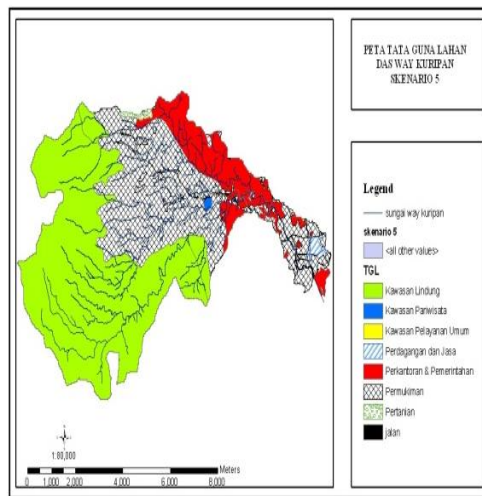 PETA TATA GUNA LAHAN
DAS WAY KURIPAN
SKENARIO 5
Legend
sungai way kuripan
skenario 5
<all other values>
TGL
Kawasan Lindung
Kawasan Pariwisata
Kawasan Pelayanan Umum
Perdagangan dan Jasa
Perkantoran & Pemerintahan
Permukiman
Pertanian
jalan
1:80,000
Meters
0 1,000 2,000 4,000 6,000 8,000